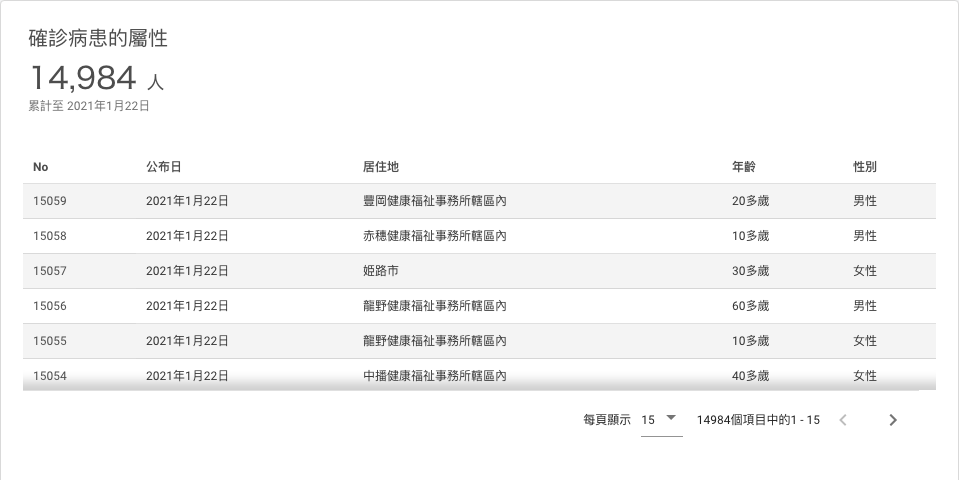 確診病患的屬性
14,984 人
累計至 2021年1月22日
No 公布日 居住地 年齡 性別
15059 2021年1月22日 豐岡健康福祉事務所轄區內 20多歲 男性
15058 2021年1月22日 赤穗健康福祉事務所轄區內 10多歲 男性
15057 2021年1月22日 姬路市 30多歲 女性
15056 2021年1月22日 龍野健康福祉事務所轄區內 60多歲 男性
15055 2021年1月22日 龍野健康福祉事務所轄區內 10多歲 女性
15054 2021年1月22日 中播健康福祉事務所轄區內 40多歲 女性
每頁顯示 15 14984個項目中的1 - 15